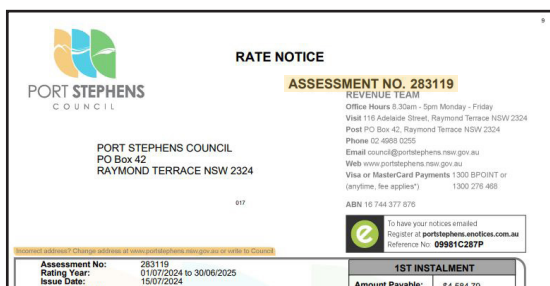 9
PORT STEPHENS
COUNCIL
RATE NOTICE
ASSESSMENT NO. 283119
REVENUE TEAM
Office Hours 8.30am - 5pm Monday - Friday
Visit 116 Adelaide Street, Raymond Terrace NSW 2324
Post PO Box 42, Raymond Terrace NSW 2324
Phone 02 4988 0255
Email council@portstephens.nsw.gov.au
Web www.portstephens.nsw.gov.au
Visa or MasterCard Payments 1300 BPOINT or
(anytime, fee applies*) 1300 276 468
ABN 16 744 377 876
PORT STEPHENS COUNCIL
PO Box 42
RAYMOND TERRACE NSW 2324
017
To have your notices emailed
Register at portstephens.enotices.com.au
Reference No: 09981C287P
Incorrect address? Change address at www.portstephens.nsw.gov.au or write to Council
Assessment No: 283119
Rating Year: 01/07/2024 to 30/06/2025
Issue Date: 15/07/2024
1ST INSTALMENT
Amount Payable: $4,684.70